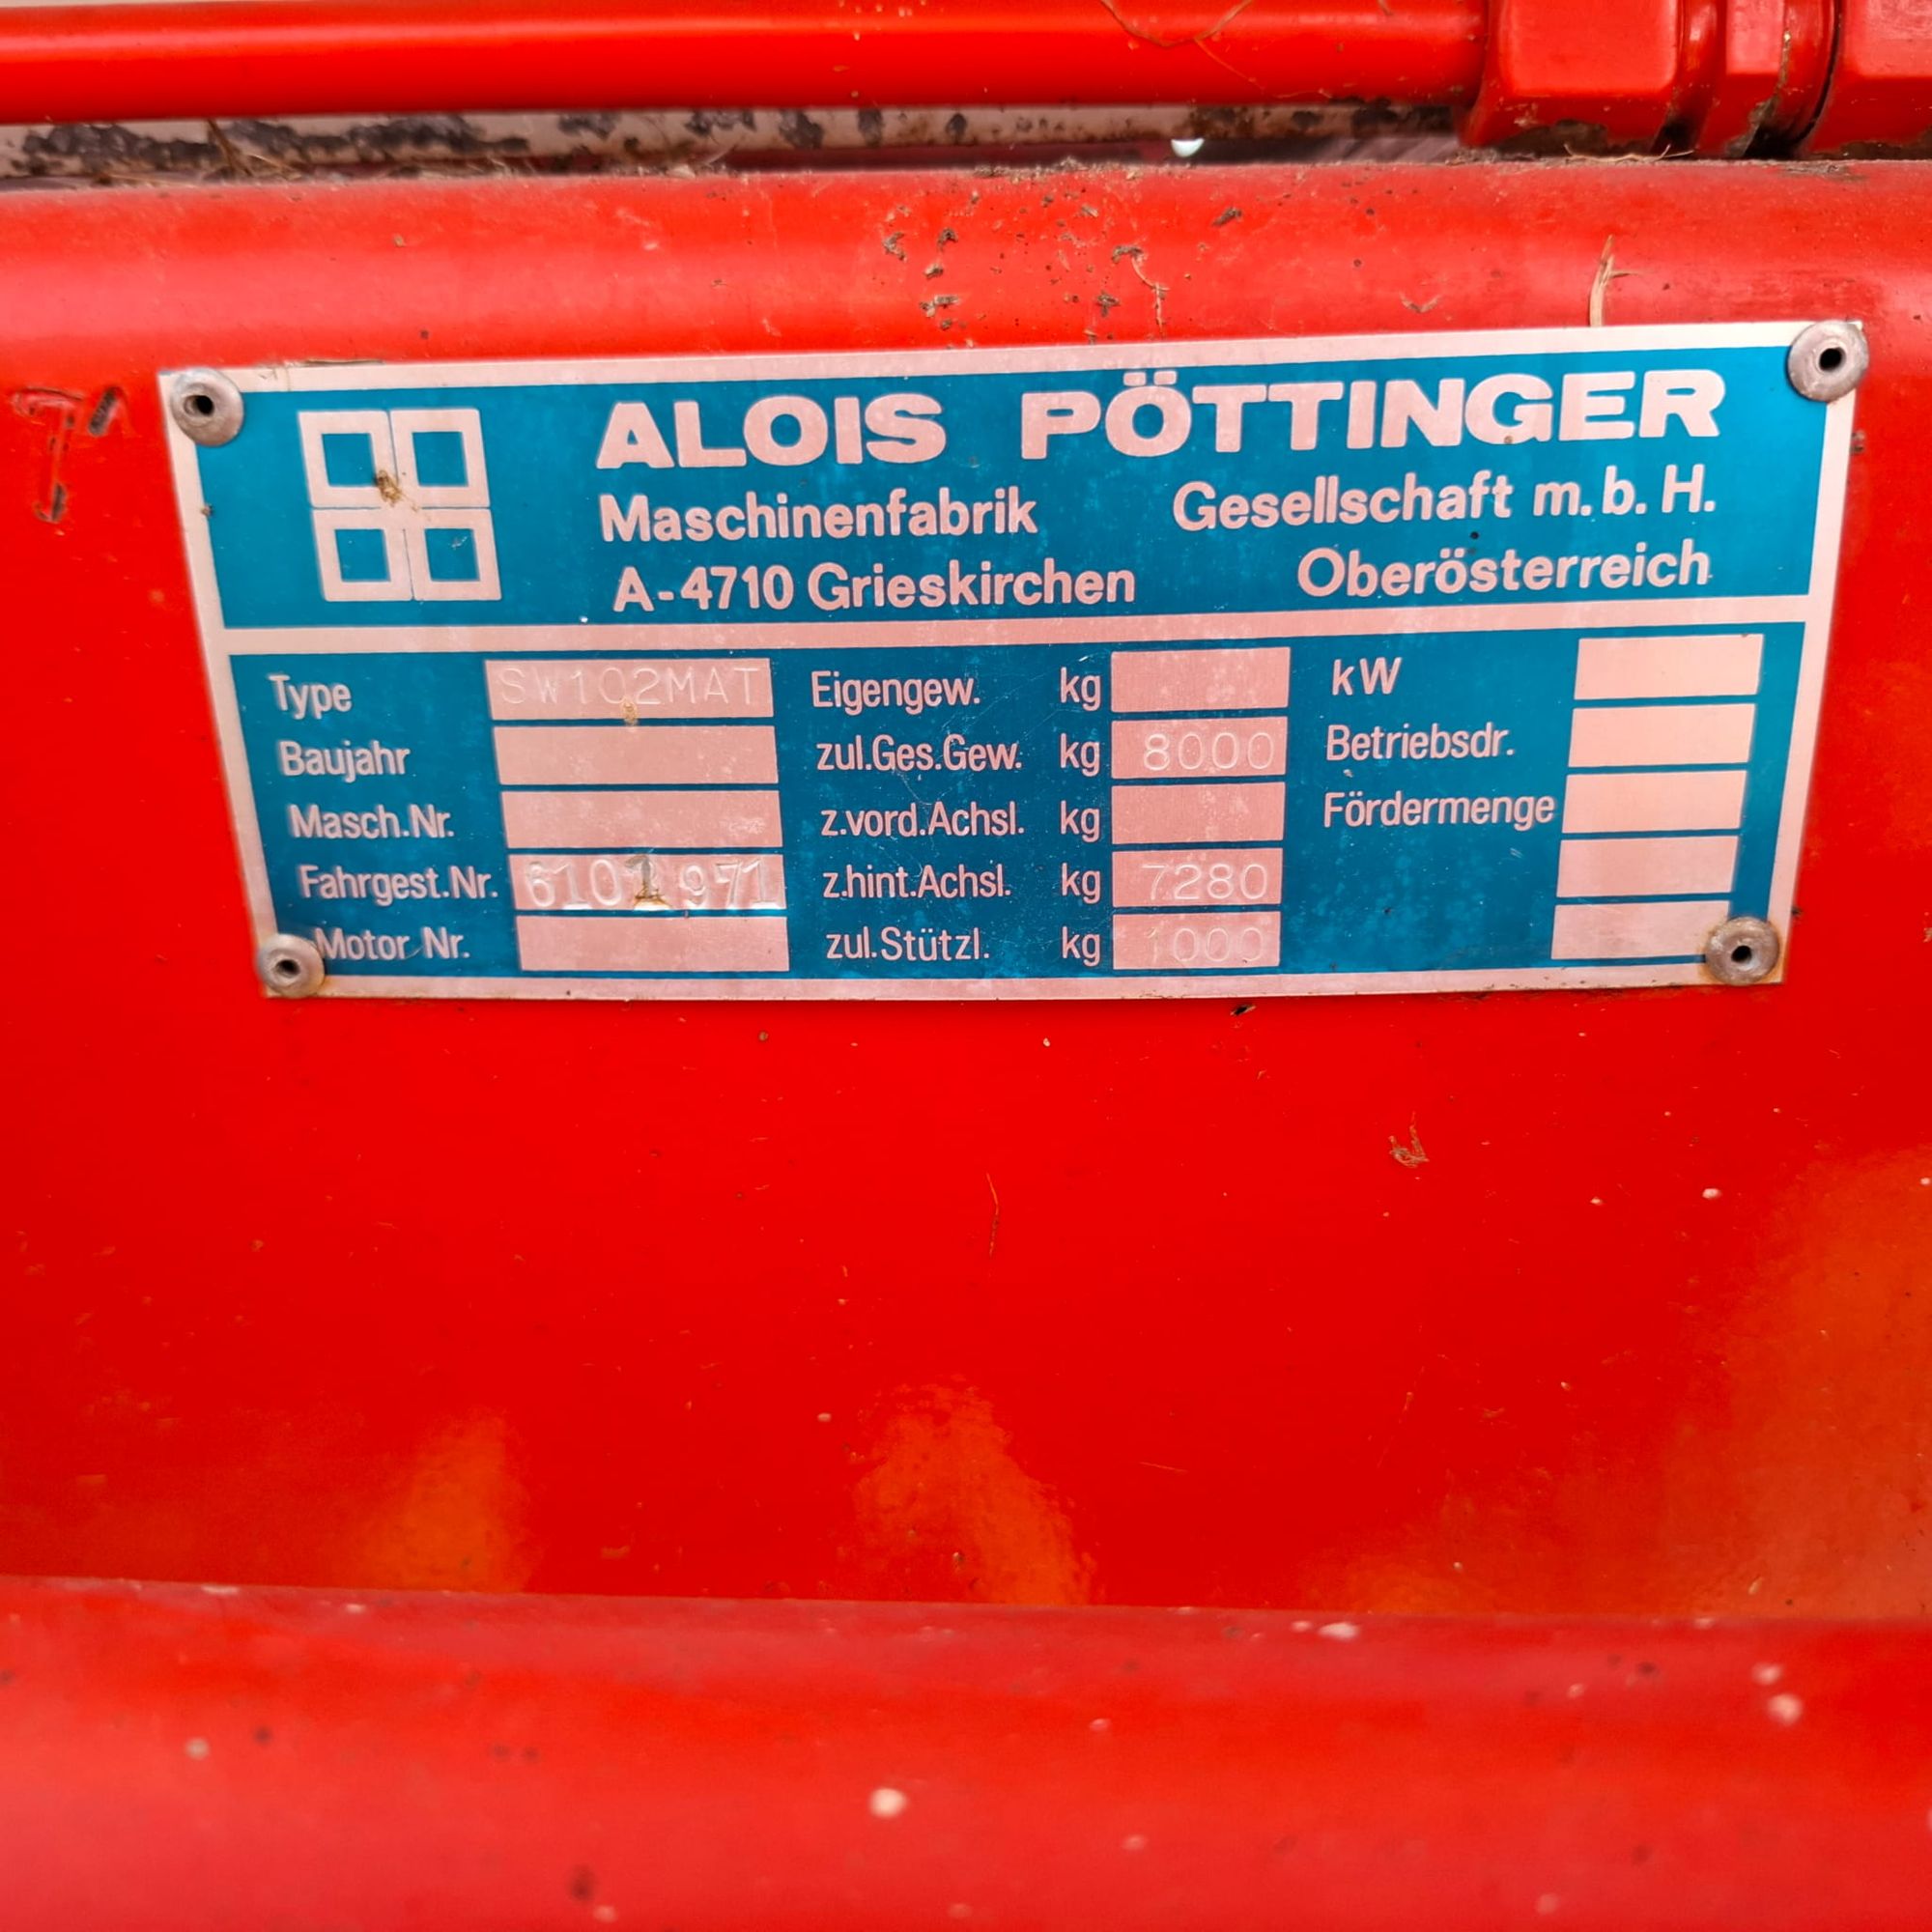 ALOIS PÖTTINGER
Maschinenfabrik Gesellschaft m. b. H.
A-4710 Grieskirchen Oberösterreich
Type SW102MAT Eigengew. kg kW
Baujahr zul.Ges.Gew. kg 8000 Betriebsdr.
Masch.Nr. z.vord.Achsl. kg Fördermenge
Fahrgest.Nr. 6101971 z.hint.Achsl. kg 7280
Motor Nr. zul.Stützl. kg 1000